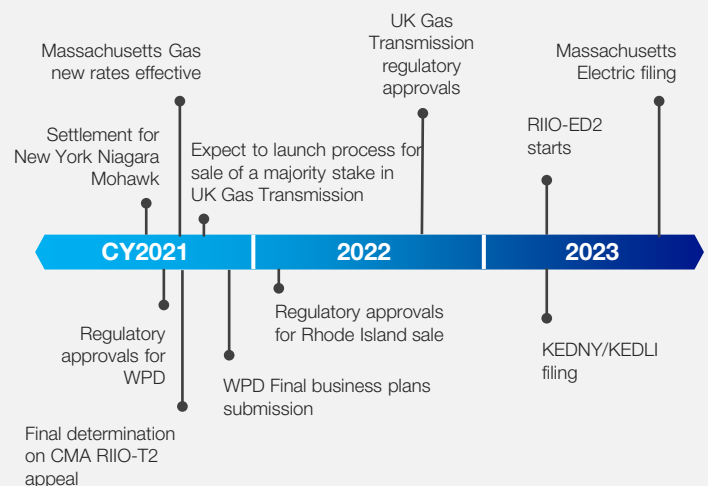 UK Gas
Transmission
regulatory
approvals
Massachusetts Gas
new rates effective
Massachusetts
Electric filing
Settlement for
New York Niagara
Mohawk
Expect to launch process for
sale of a majority stake in
UK Gas Transmission
RIIO-ED2
starts
CY2021
2022
2023
Regulatory
approvals for
WPD
Regulatory approvals
for Rhode Island sale
KEDNY/KEDLI
filing
WPD Final business plans
submission
Final determination
on CMA RIIO-T2
appeal